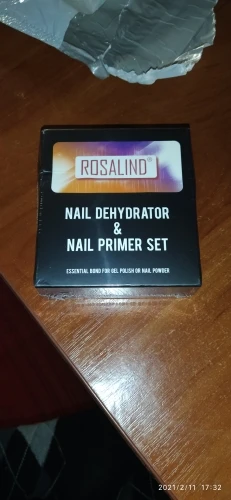 ROSALIND®
NAIL DEHYDRATOR
&
NAIL PRIMER SET
ESSENTIAL BOND FOR GEL POLISH OR NAIL POWDER
2021/2/11 17:32